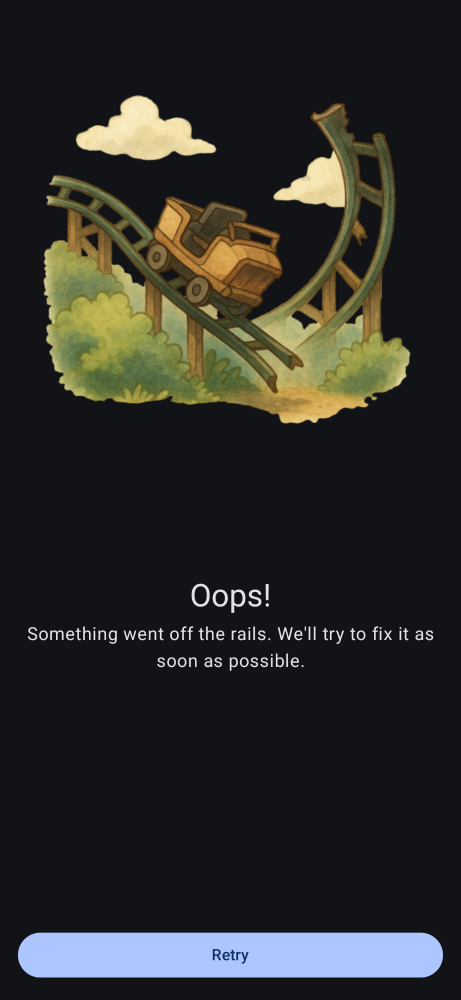 Oops!
Something went off the rails. We'll try to fix it as
soon as possible.
Retry